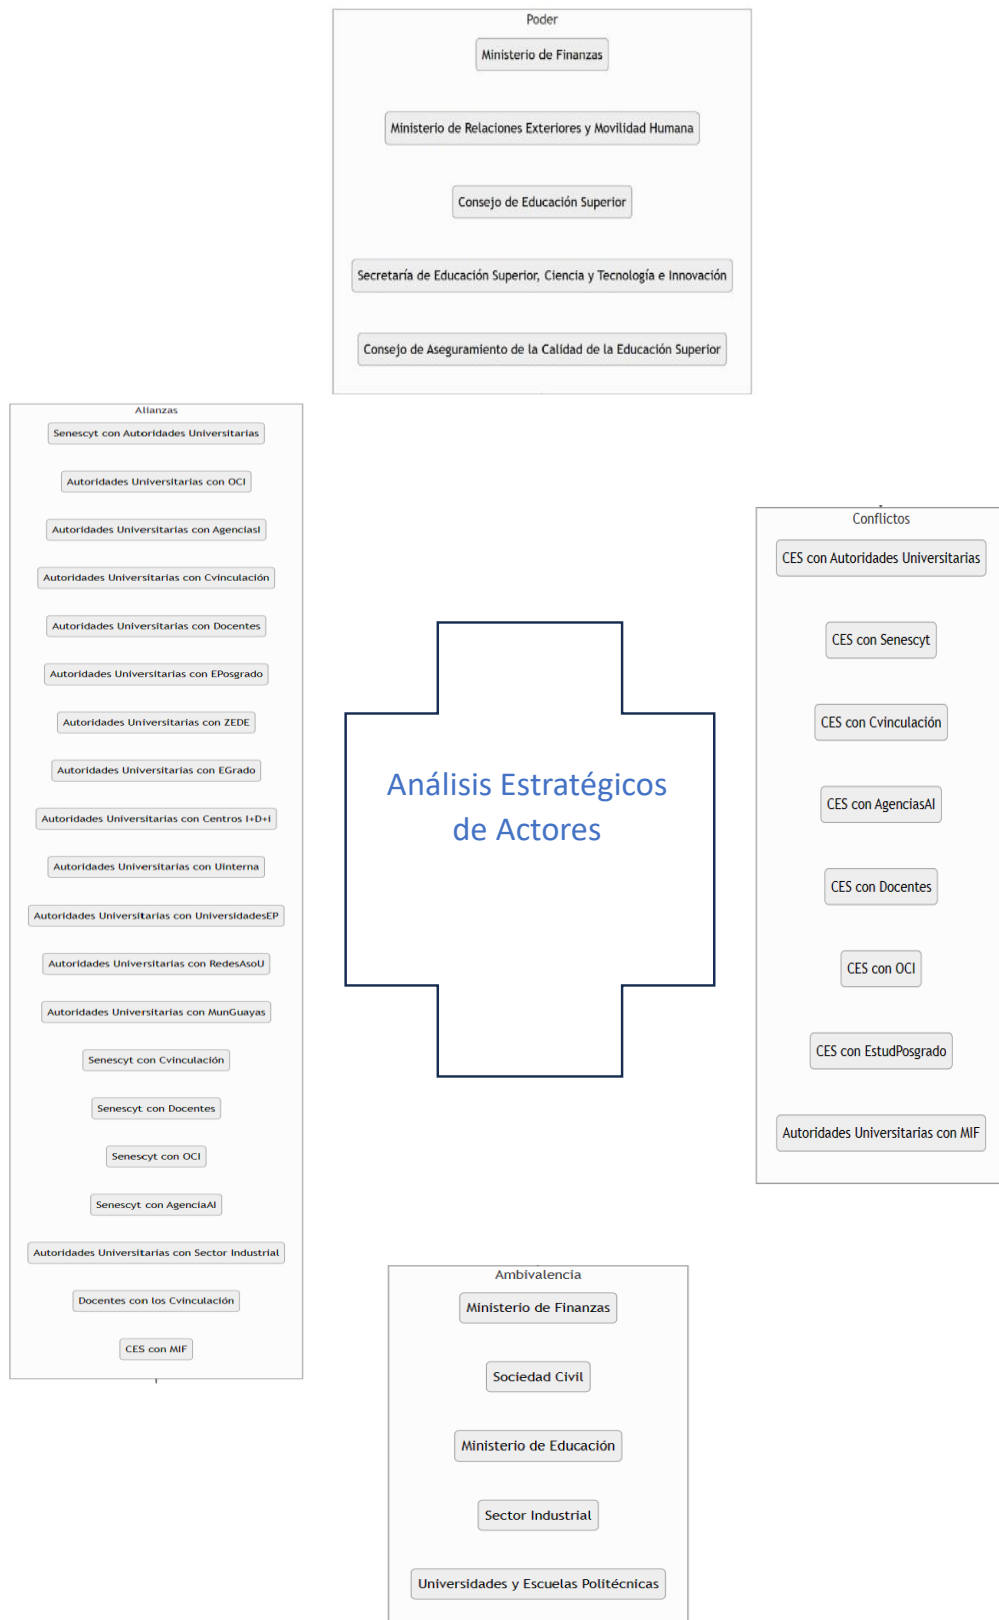 Poder
Ministerio de Finanzas
Ministerio de Relaciones Exteriores y Movilidad Humana
Consejo de Educación Superior
Secretaría de Educación Superior, Ciencia y Tecnología e Innovación
Consejo de Aseguramiento de la Calidad de la Educación Superior
Alianzas
Senescyt con Autoridades Universitarias
Autoridades Universitarias con OCI
Autoridades Universitarias con AgenciasI
Autoridades Universitarias con Cvinculación
Autoridades Universitarias con Docentes
Autoridades Universitarias con EPosgrado
Autoridades Universitarias con ZEDE
Autoridades Universitarias con EGrado
Autoridades Universitarias con Centros I+D+i
Autoridades Universitarias con Uinterna
Autoridades Universitarias con UniversidadesEP
Autoridades Universitarias con RedesAsoU
Autoridades Universitarias con MunGuayas
Senescyt con Cvinculación
Senescyt con Docentes
Senescyt con OCI
Senescyt con AgenciaAI
Autoridades Universitarias con Sector Industrial
Docentes con los Cvinculación
CES con MIF
Análisis Estratégicos
de Actores
Conflictos
CES con Autoridades Universitarias
CES con Senescyt
CES con Cvinculación
CES con AgenciasAI
CES con Docentes
CES con OCI
CES con EstudPosgrado
Autoridades Universitarias con MIF
Ambivalencia
Ministerio de Finanzas
Sociedad Civil
Ministerio de Educación
Sector Industrial
Universidades y Escuelas Politécnicas